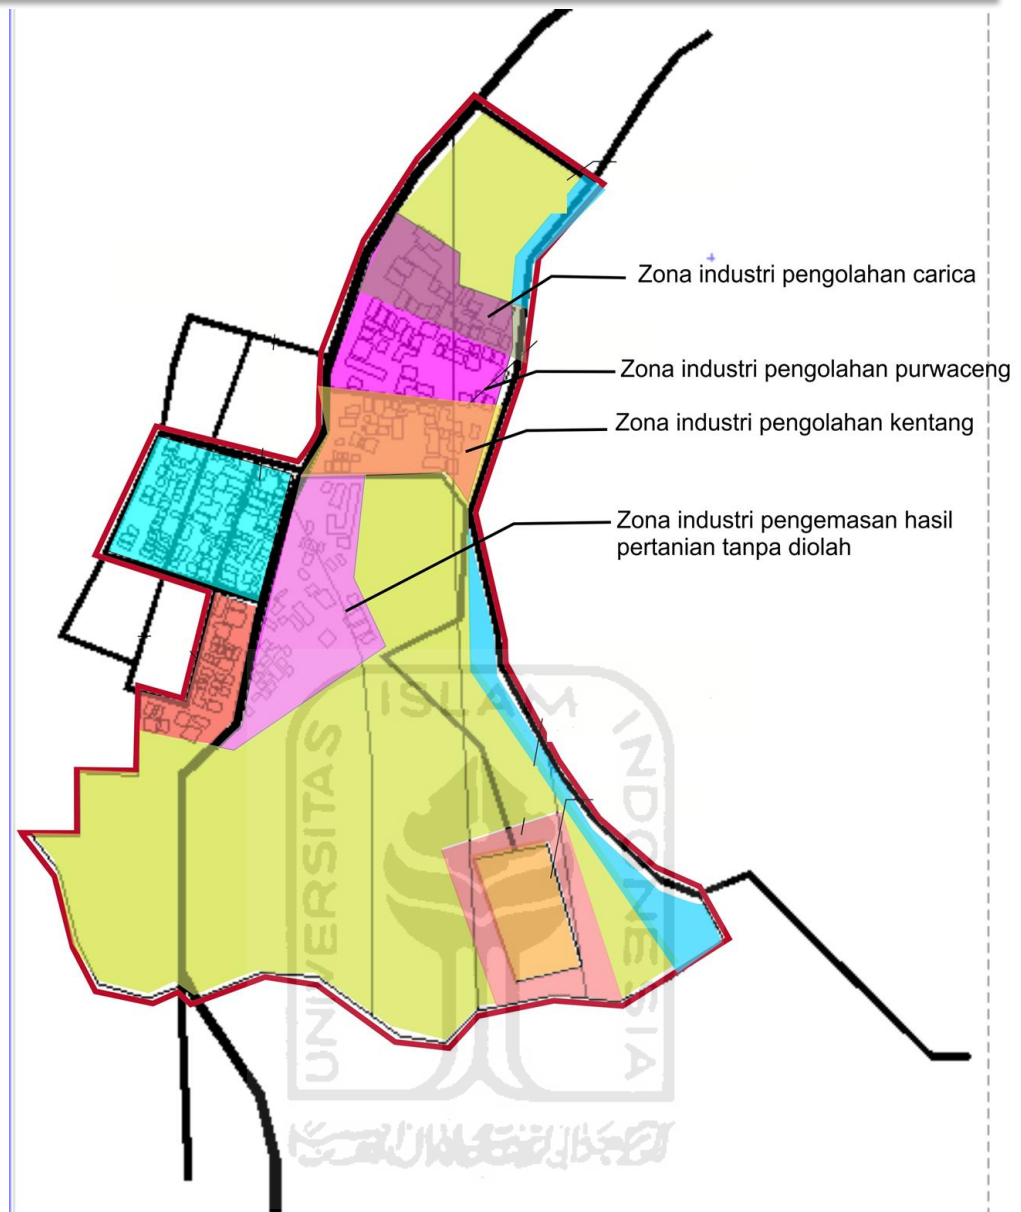 Zona industri pengolahan carica
Zona industri pengolahan purwaceng
Zona industri pengolahan kentang
Zona industri pengemasan hasil
pertanian tanpa diolah
UNIVERSITAS
ISLAM
INDONESIA